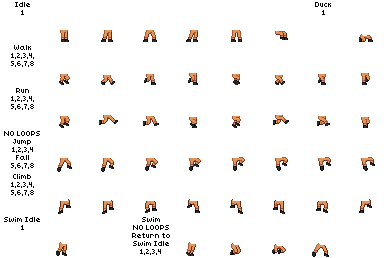 Idle
1
Duck
1
Walk
1,2,3,4,
5,6,7,8
Run
1,2,3,4,
5,6,7,8
NO LOOPS
Jump
1,2,3,4
Fall
5,6,7,8
Climb
1,2,3,4,
5,6,7,8
Swim Idle
1
Swim
NO LOOPS
Return to
Swim Idle
1,2,3,4